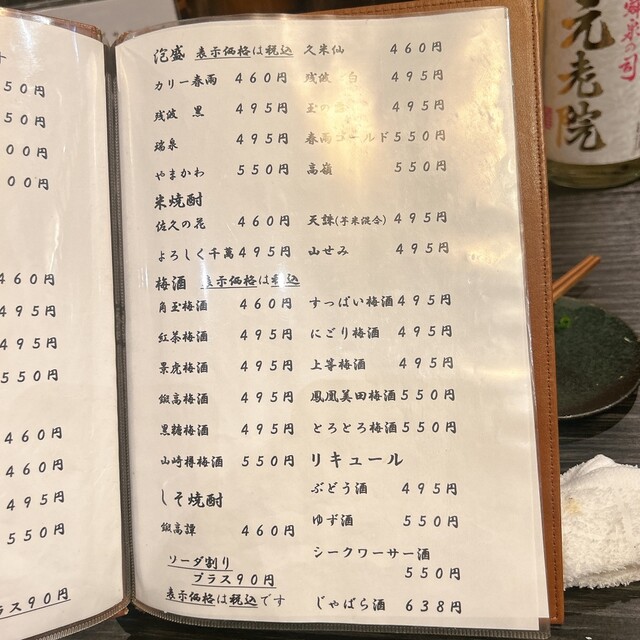 ５０円
５０円
００円
００円
４６０円
４９５円
４９５円
５５０円
４６０円
４６０円
４９５円
５５０円
ラス９０円
泡盛 表示価格は税込
カリー春雨 ４６０円
残波 黒 ４９５円
瑞泉 ４９５円
やまかわ ５５０円
久米仙 ４６０円
残波 白 ４９５円
玉の ４９５円
春雨ゴールド ５５０円
高嶺 ５５０円
米焼酎
佐久の花 ４６０円
よろしく千萬 ４９５円
天誅(芋米混合) ４９５円
山せみ ４９５円
梅酒 表示価格は税込
角玉梅酒 ４６０円
紅茶梅酒 ４９５円
景虎梅酒 ４９５円
緞高梅酒 ４９５円
黒糖梅酒 ４９５円
山崎樽梅酒 ５５０円
すっぱい梅酒 ４９５円
にごり梅酒 ４９５円
上等梅酒 ４９５円
鳳凰美田梅酒 ５５０円
とろとろ梅酒 ５５０円
しそ焼酎
緞高譚 ４６０円
ソーダ割り
プラス９０円
表示価格は税込です
リキュール
ぶどう酒 ４９５円
ゆず酒 ５５０円
シークワーサー酒
５５０円
じゃばら酒 ６３８円
元老院
の司